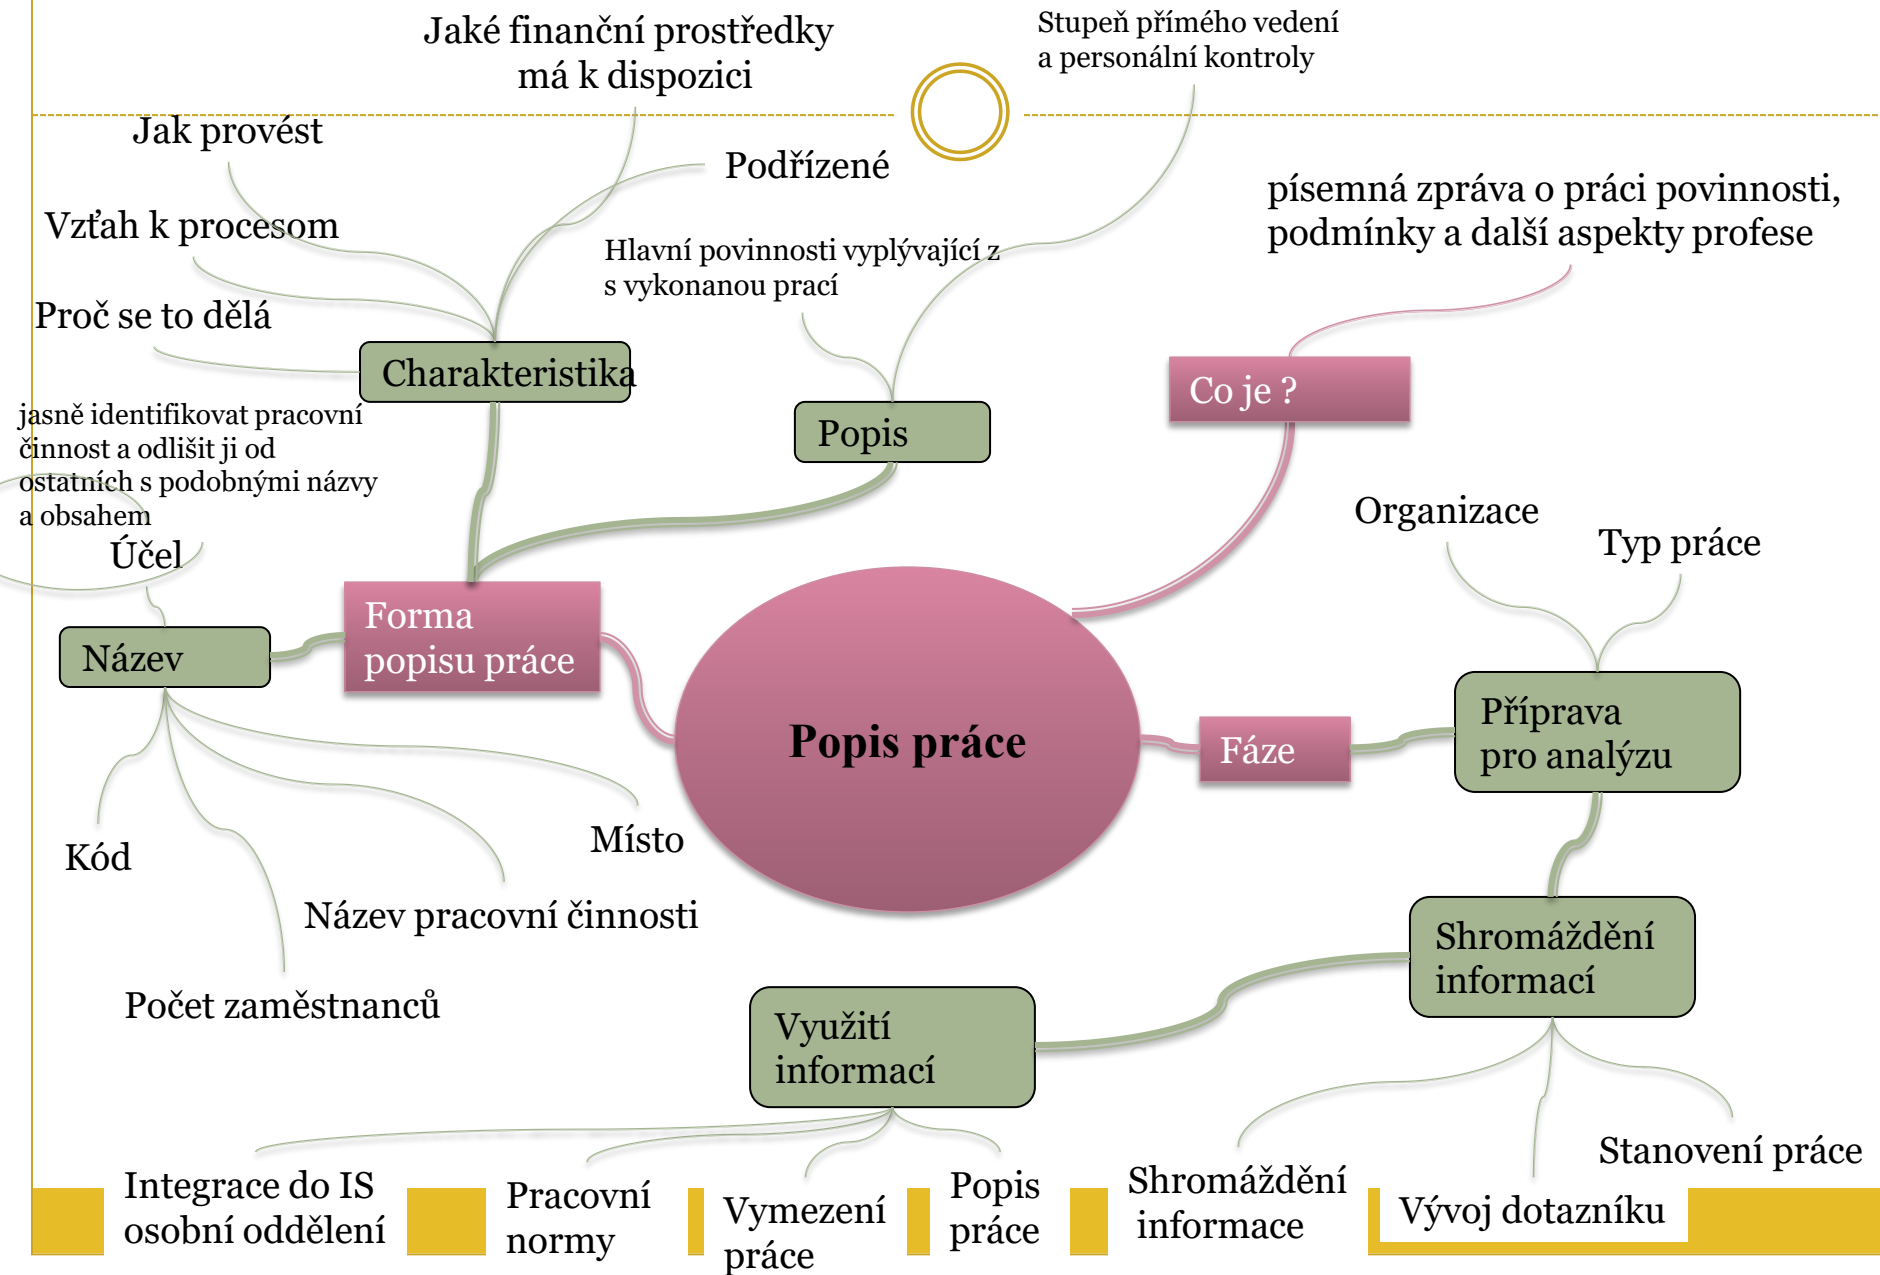 Jaké finanční prostředky
má k dispozici
Stupeň přímého vedení
a personální kontroly
Jak provést
Podřízené
písemná zpráva o práci povinnosti,
podmínky a další aspekty profese
Vzťah k procesom
Hlavní povinnosti vyplývající z
s vykonanou prací
Proč se to dělá
Charakteristika
Co je ?
jasně identifikovat pracovní
činnost a odlišit ji od
ostatních s podobnými názvy
a obsahem
Popis
Organizace
Typ práce
Účel
Forma
popisu práce
Název
Popis práce
Fáze
Příprava
pro analýzu
Místo
Kód
Název pracovní činnosti
Shromáždění
informací
Počet zaměstnanců
Využití
informací
Integrace do IS
osobní oddělení
Pracovní
normy
Vymezení
práce
Popis
práce
Shromáždění
informace
Vývoj dotazníku
Stanovení práce